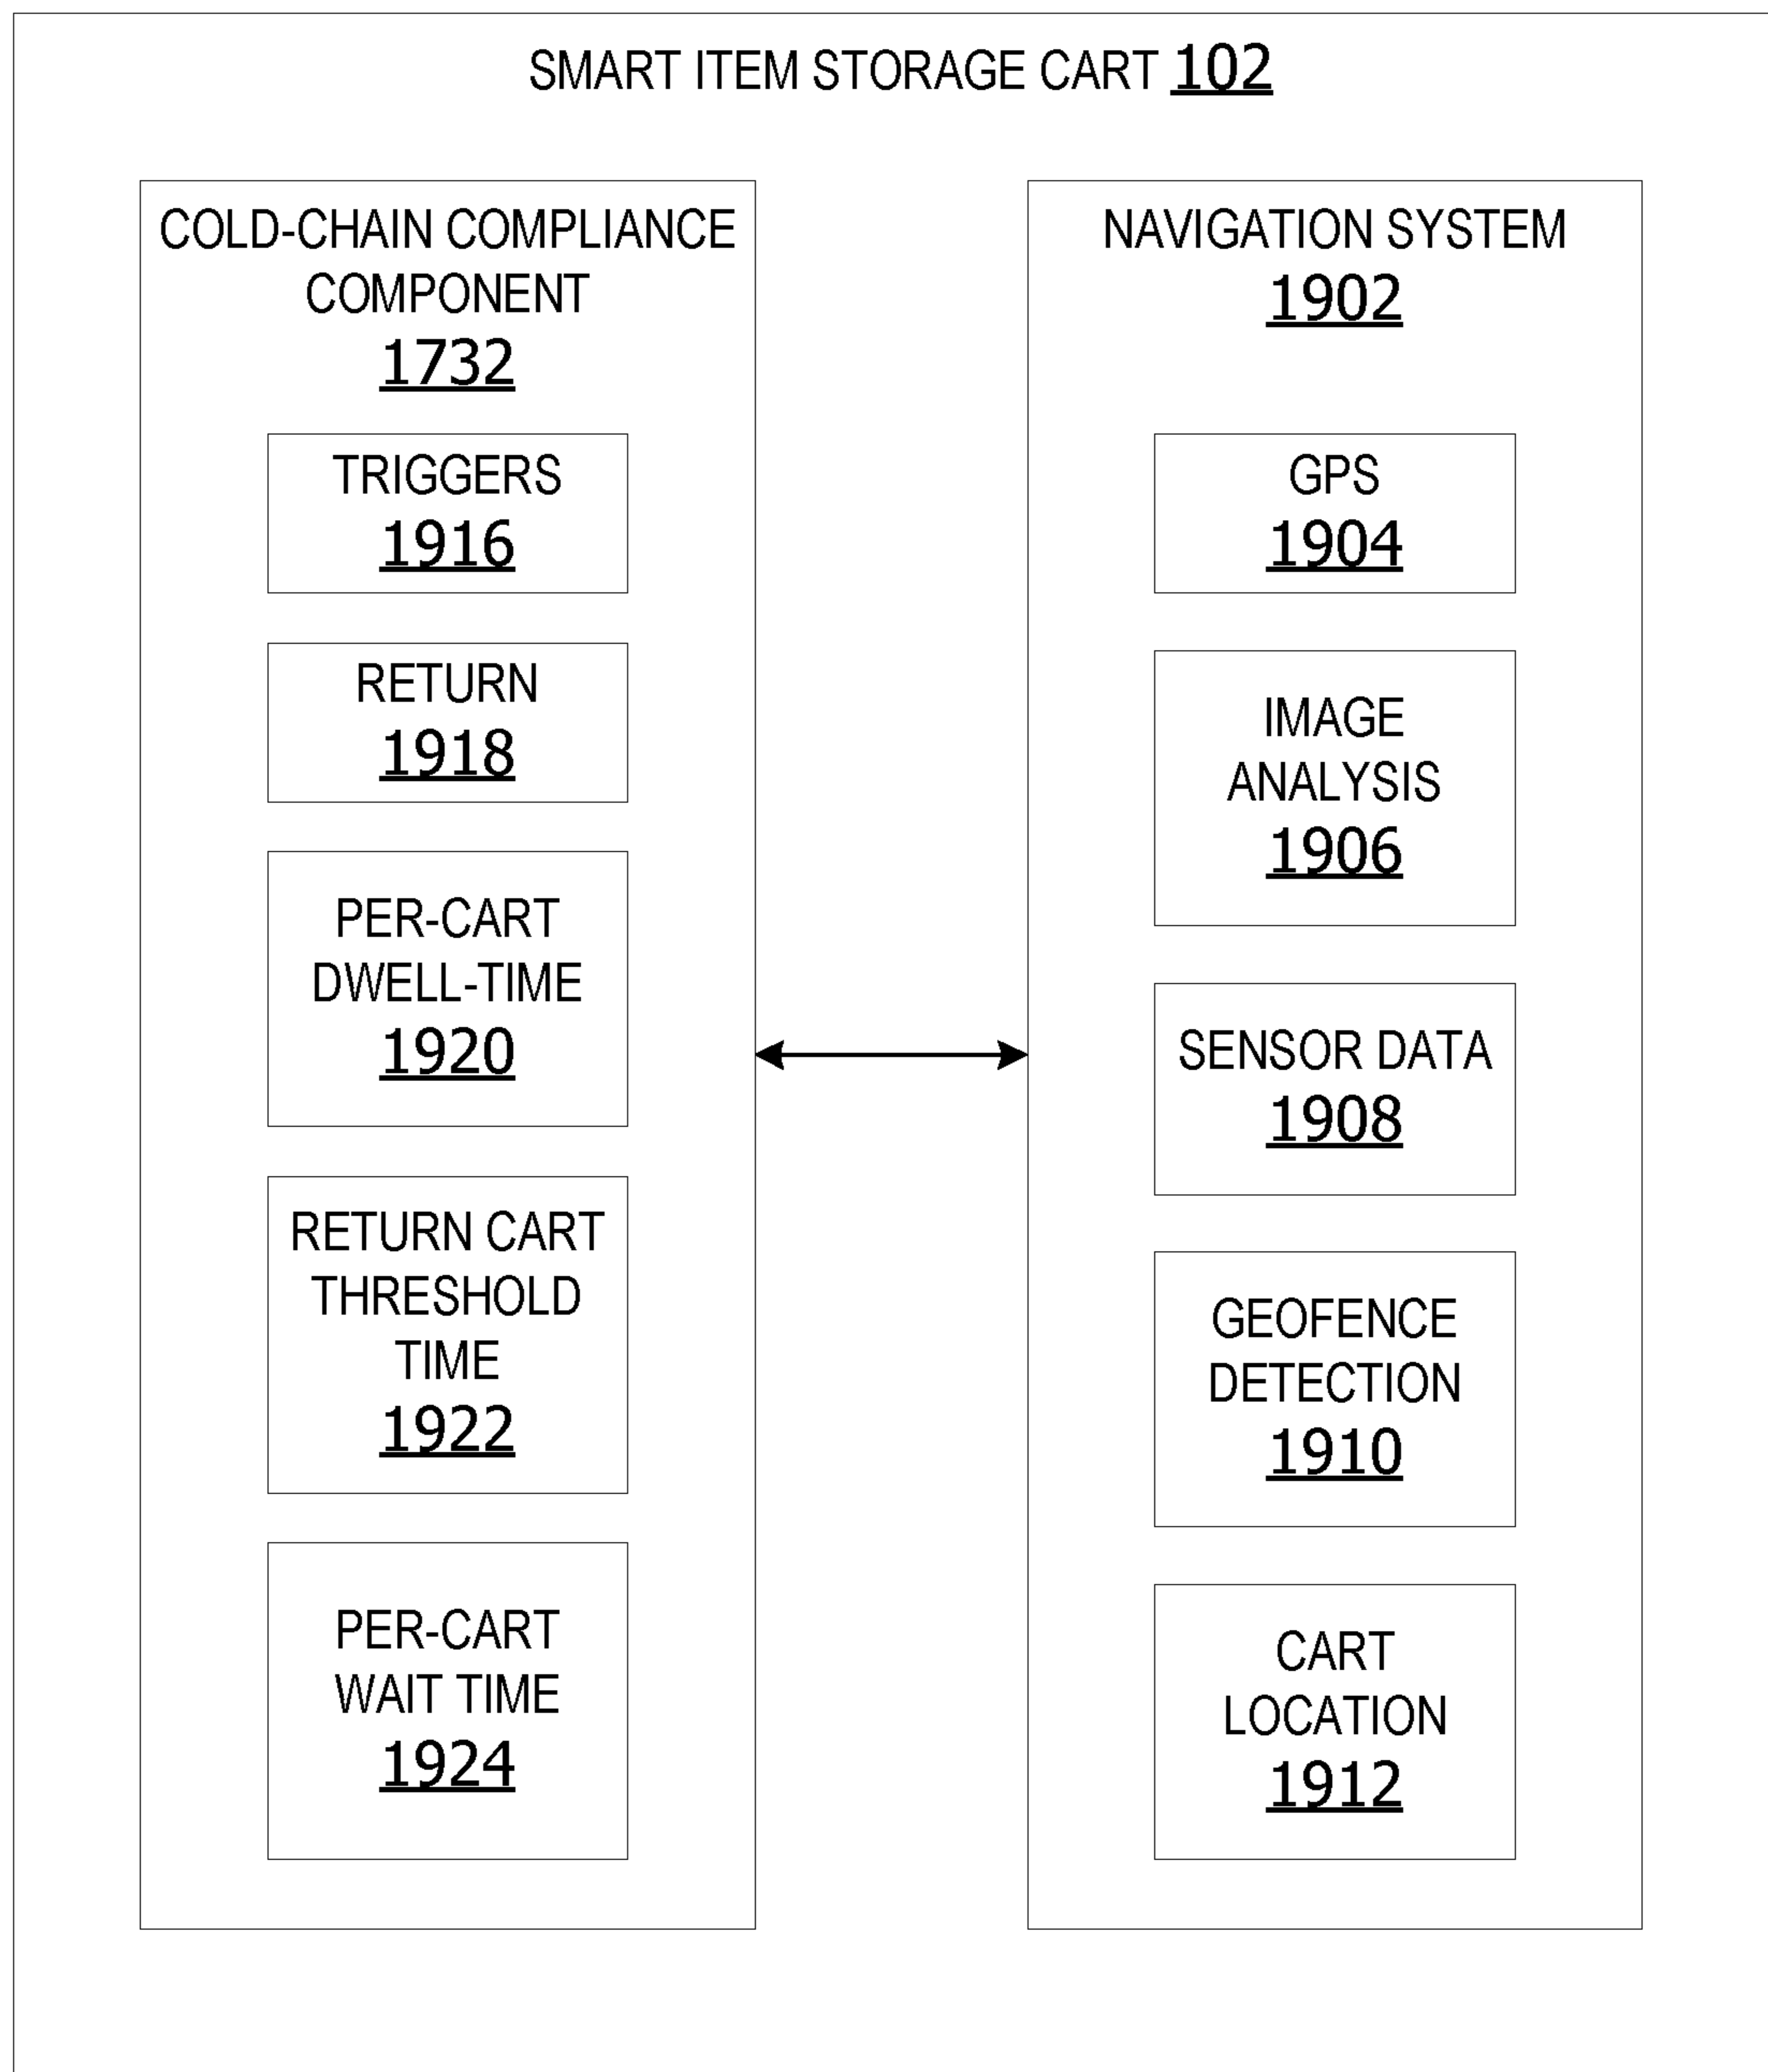 SMART ITEM STORAGE CART 102
COLD-CHAIN COMPLIANCE
COMPONENT
1732
TRIGGERS
1916
RETURN
1918
PER-CART
DWELL-TIME
1920
RETURN CART
THRESHOLD
TIME
1922
PER-CART
WAIT TIME
1924
NAVIGATION SYSTEM
1902
GPS
1904
IMAGE
ANALYSIS
1906
SENSOR DATA
1908
GEOFENCE
DETECTION
1910
CART
LOCATION
1912